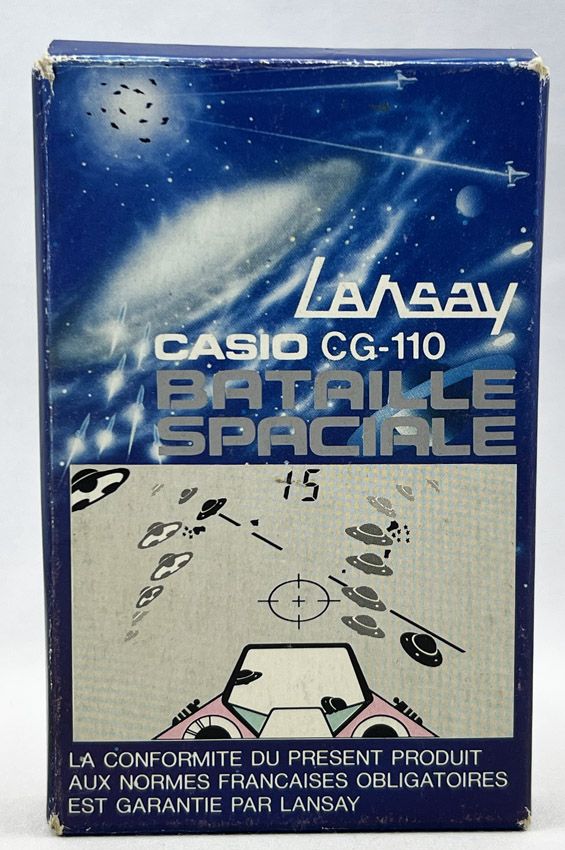 Lansay
CASIO CG-110
BATAILLE
SPACIALE
15
LA CONFORMITE DU PRESENT PRODUIT
AUX NORMES FRANCAISES OBLIGATOIRES
EST GARANTIE PAR LANSAY